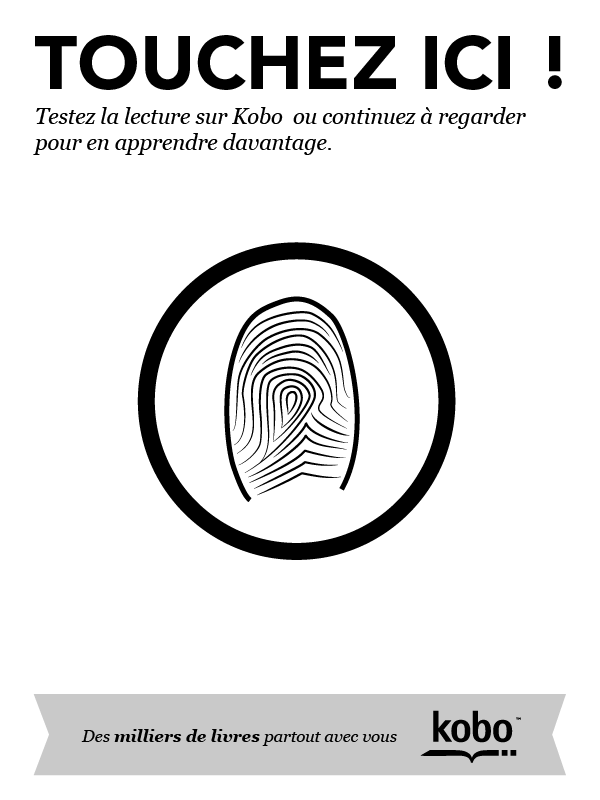 TOUCHEZ ICI !
Testez la lecture sur Kobo ou continuez à regarder
pour en apprendre davantage.
Des milliers de livres partout avec vous
kobo™